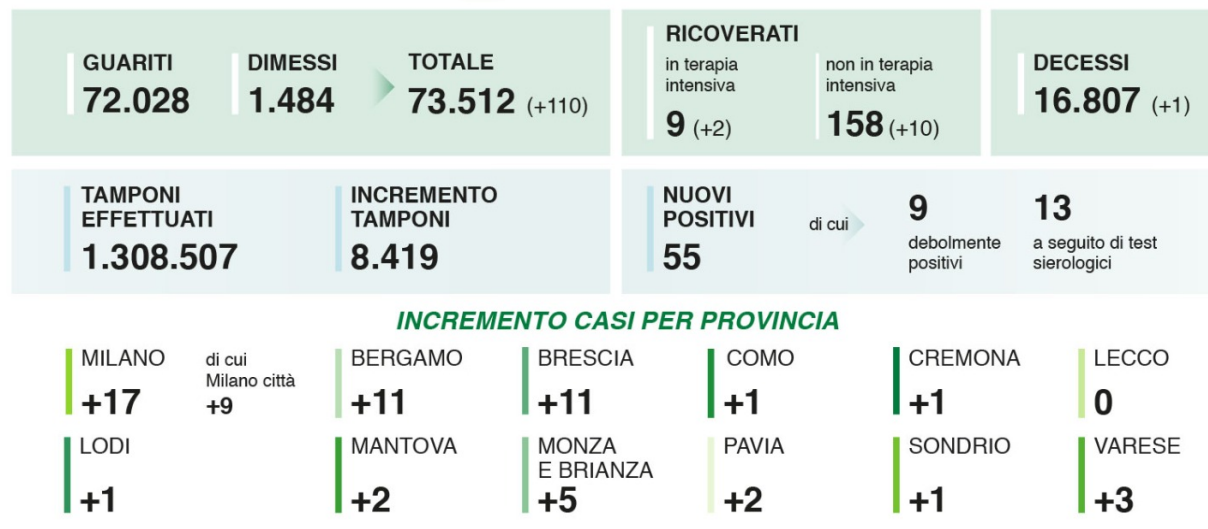 GUARITI
72.028
DIMESSI
1.484
TOTALE
73.512 (+110)
RICOVERATI
in terapia
intensiva
9 (+2)
non in terapia
intensiva
158 (+10)
DECESSI
16.807 (+1)
TAMPONI
EFFETTUATI
1.308.507
INCREMENTO
TAMPONI
8.419
NUOVI
POSITIVI
55
di cui
9
debolmente
positivi
13
a seguito di test
sierologici
INCREMENTO CASI PER PROVINCIA
MILANO
+17
di cui
Milano città
+9
BERGAMO
+11
BRESCIA
+11
COMO
+1
CREMONA
+1
LECCO
0
LODI
+1
MANTOVA
+2
MONZA
E BRIANZA
+5
PAVIA
+2
SONDRIO
+1
VARESE
+3